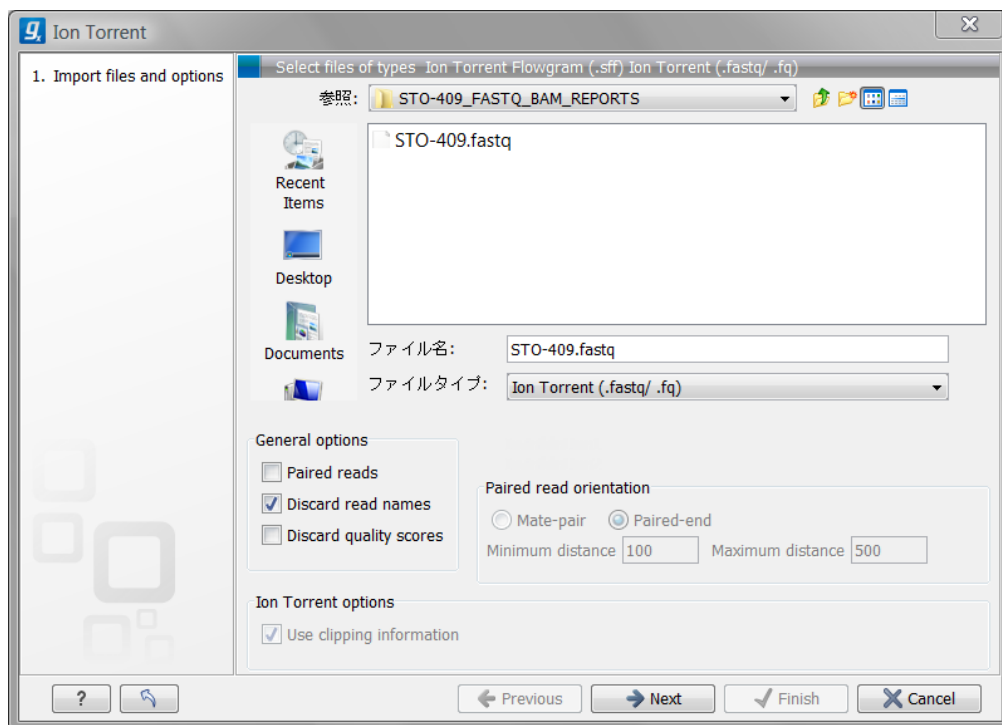 Ion Torrent
1. Import files and options
Select files of types Ion Torrent Flowgram (.sff) Ion Torrent (.fastq/ .fq)
参照: STO-409_FASTQ_BAM_REPORTS
STO-409.fastq
Recent
Items
Desktop
Documents
ファイル名: STO-409.fastq
ファイルタイプ: Ion Torrent (.fastq/ .fq)
General options
Paired reads
Discard read names
Discard quality scores
Paired read orientation
Mate-pair Paired-end
Minimum distance 100 Maximum distance 500
Ion Torrent options
Use clipping information
? Previous Next Finish Cancel